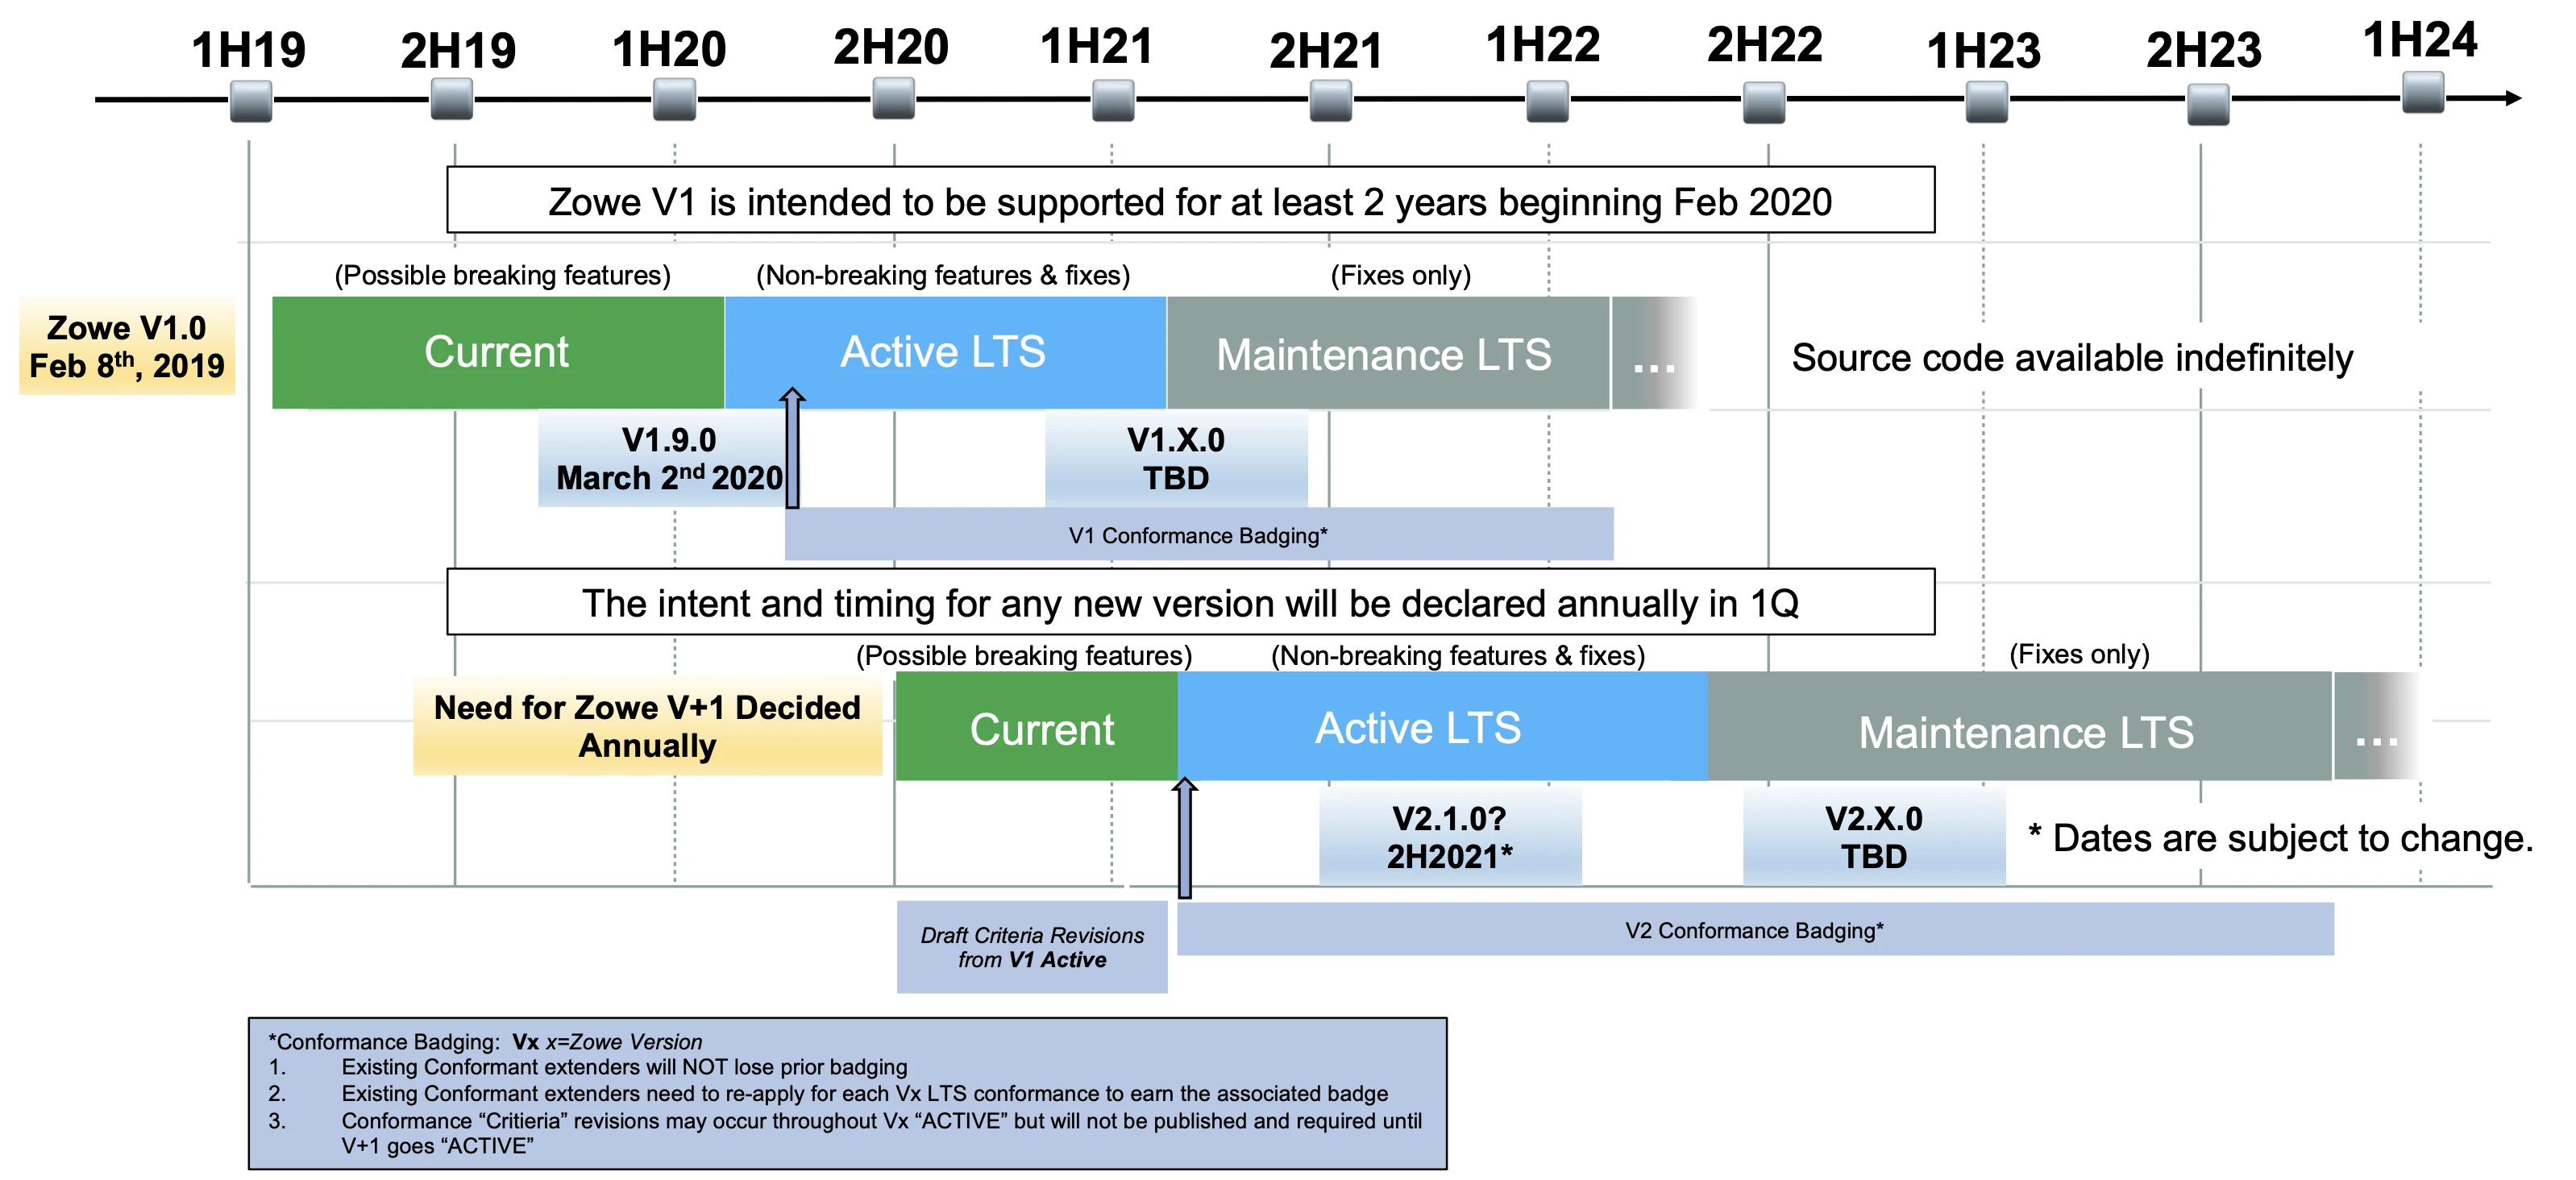 1H19 2H19 1H20 2H20 1H21 2H21 1H22 2H22 1H23 2H23 1H24
Zowe V1 is intended to be supported for at least 2 years beginning Feb 2020
(Possible breaking features) (Non-breaking features & fixes) (Fixes only)
Zowe V1.0
Feb 8th, 2019
Current Active LTS Maintenance LTS ...
Source code available indefinitely
V1.9.0
March 2nd 2020
V1.X.0
TBD
V1 Conformance Badging*
The intent and timing for any new version will be declared annually in 1Q
(Possible breaking features) (Non-breaking features & fixes) (Fixes only)
Need for Zowe V+1 Decided
Annually
Current Active LTS Maintenance LTS ...
V2.1.0?
2H2021*
V2.X.0
TBD
* Dates are subject to change.
Draft Criteria Revisions
from V1 Active
V2 Conformance Badging*
*Conformance Badging: Vx x=Zowe Version
1. Existing Conformant extenders will NOT lose prior badging
2. Existing Conformant extenders need to re-apply for each Vx LTS conformance to earn the associated badge
3. Conformance “Critieria” revisions may occur throughout Vx “ACTIVE” but will not be published and required until
V+1 goes “ACTIVE”